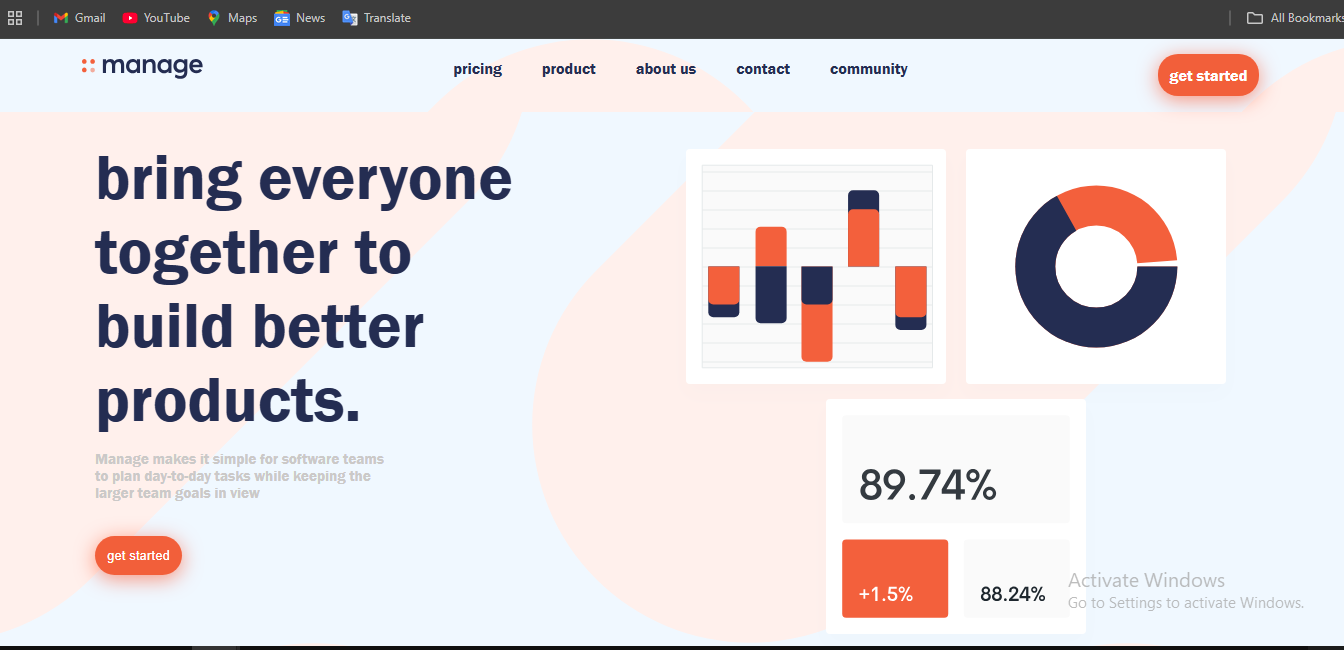 Gmail YouTube Maps News Translate All Bookmarks
manage pricing product about us contact community get started
bring everyone
together to
build better
products.
Manage makes it simple for software teams
to plan day-to-day tasks while keeping the
larger team goals in view
get started
89.74%
+1.5% 88.24%
Activate Windows
Go to Settings to activate Windows.